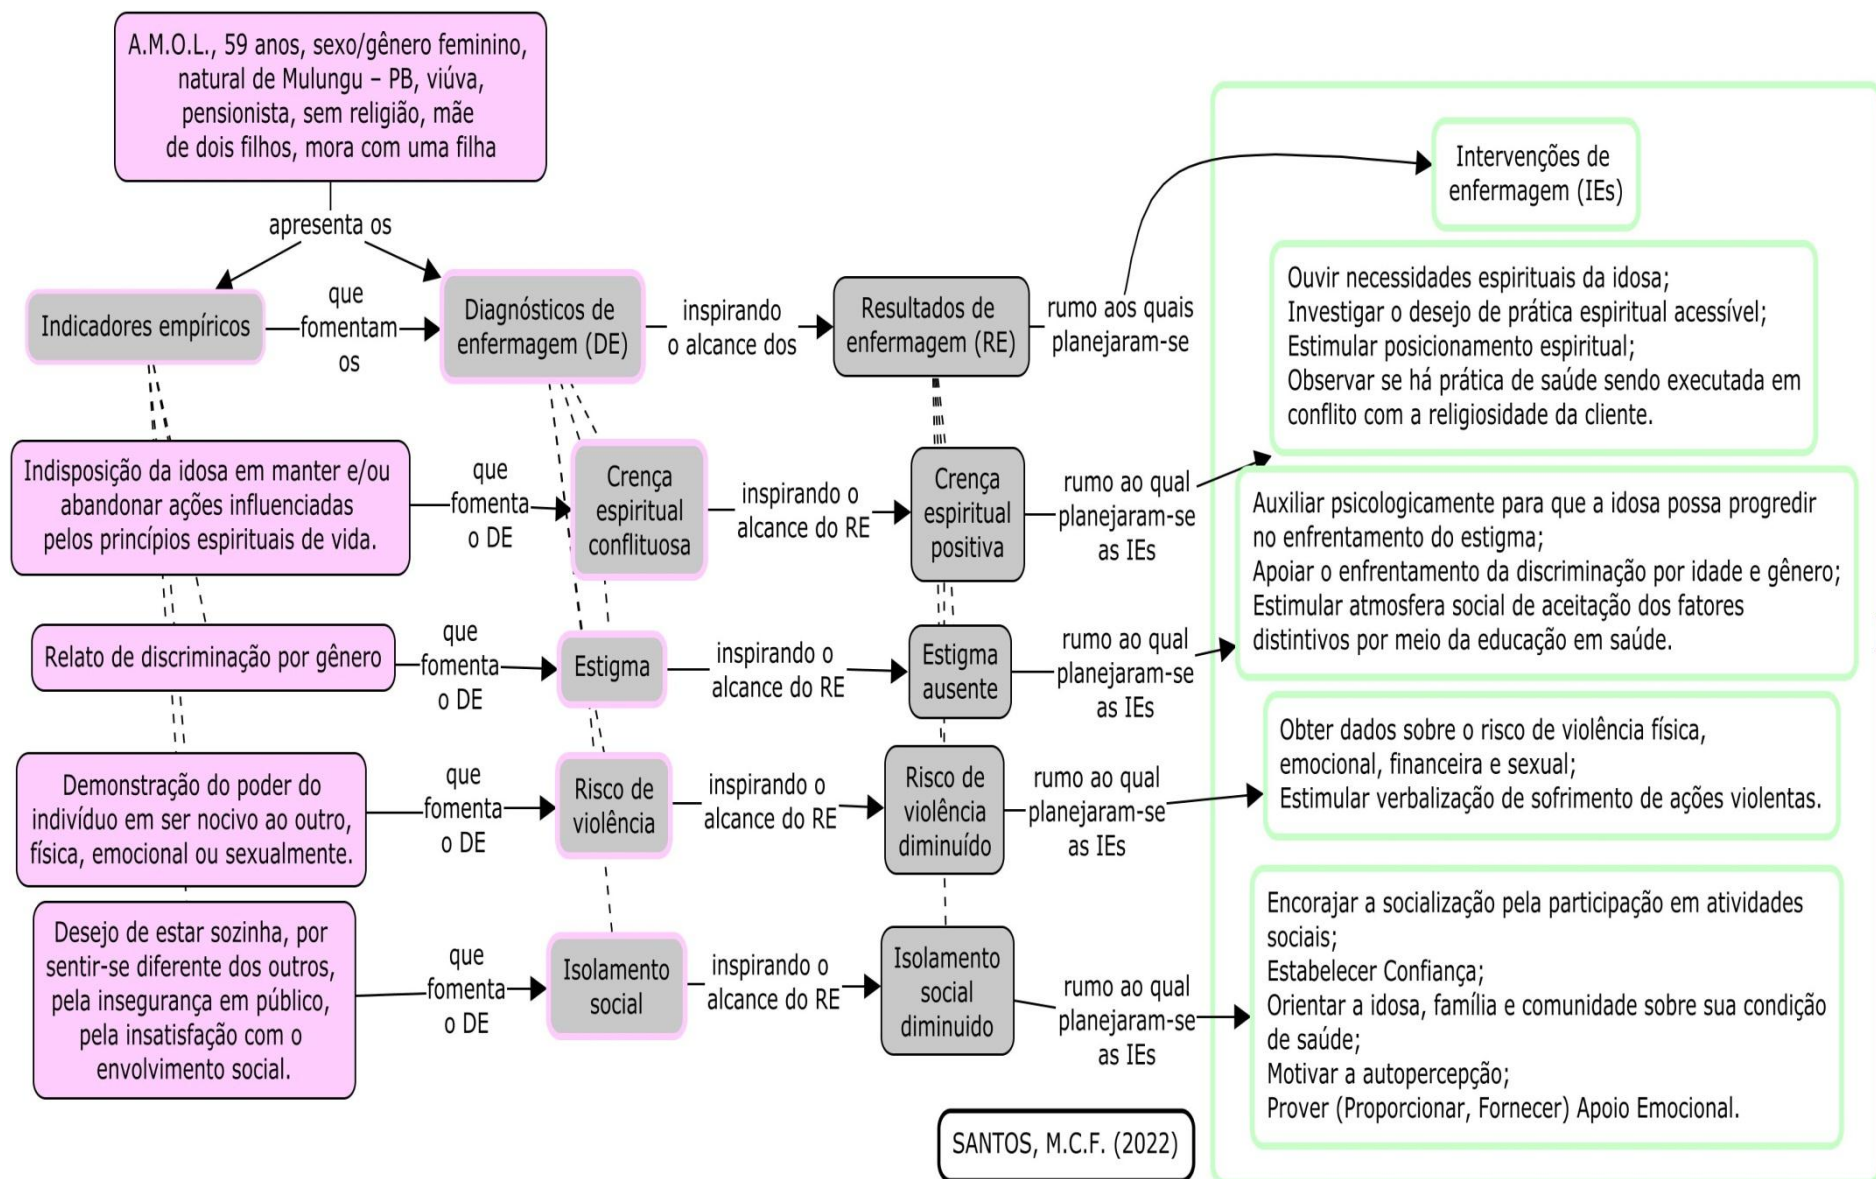 A.M.O.L., 59 anos, sexo/gênero feminino,
natural de Mulungu – PB, viúva,
pensionista, sem religião, mãe
de dois filhos, mora com uma filha
apresenta os
Indicadores empíricos
que
fomentam
os
Diagnósticos de
enfermagem (DE)
inspirando
o alcance dos
Resultados de
enfermagem (RE)
rumo aos quais
planejaram-se
Intervenções de
enfermagem (IEs)
Indisposição da idosa em manter e/ou
abandonar ações influenciadas
pelos princípios espirituais de vida.
que
fomenta
o DE
Crença
espiritual
conflituosa
inspirando o
alcance do RE
Crença
espiritual
positiva
rumo ao qual
planejaram-se
as IEs
Ouvir necessidades espirituais da idosa;
Investigar o desejo de prática espiritual acessível;
Estimular posicionamento espiritual;
Observar se há prática de saúde sendo executada em
conflito com a religiosidade da cliente.
Relato de discriminação por gênero
que
fomenta
o DE
Estigma
inspirando o
alcance do RE
Estigma
ausente
rumo ao qual
planejaram-se
as IEs
Auxiliar psicologicamente para que a idosa possa progredir
no enfrentamento do estigma;
Apoiar o enfrentamento da discriminação por idade e gênero;
Estimular atmosfera social de aceitação dos fatores
distintivos por meio da educação em saúde.
Demonstração do poder do
indivíduo em ser nocivo ao outro,
física, emocional ou sexualmente.
que
fomenta
o DE
Risco de
violência
inspirando o
alcance do RE
Risco de
violência
diminuído
rumo ao qual
planejaram-se
as IEs
Obter dados sobre o risco de violência física,
emocional, financeira e sexual;
Estimular verbalização de sofrimento de ações violentas.
Desejo de estar sozinha, por
sentir-se diferente dos outros,
pela insegurança em público,
pela insatisfação com o
envolvimento social.
que
fomenta
o DE
Isolamento
social
inspirando o
alcance do RE
Isolamento
social
diminuido
rumo ao qual
planejaram-se
as IEs
Encorajar a socialização pela participação em atividades
sociais;
Estabelecer Confiança;
Orientar a idosa, família e comunidade sobre sua condição
de saúde;
Motivar a autopercepção;
Prover (Proporcionar, Fornecer) Apoio Emocional.
SANTOS, M.C.F. (2022)